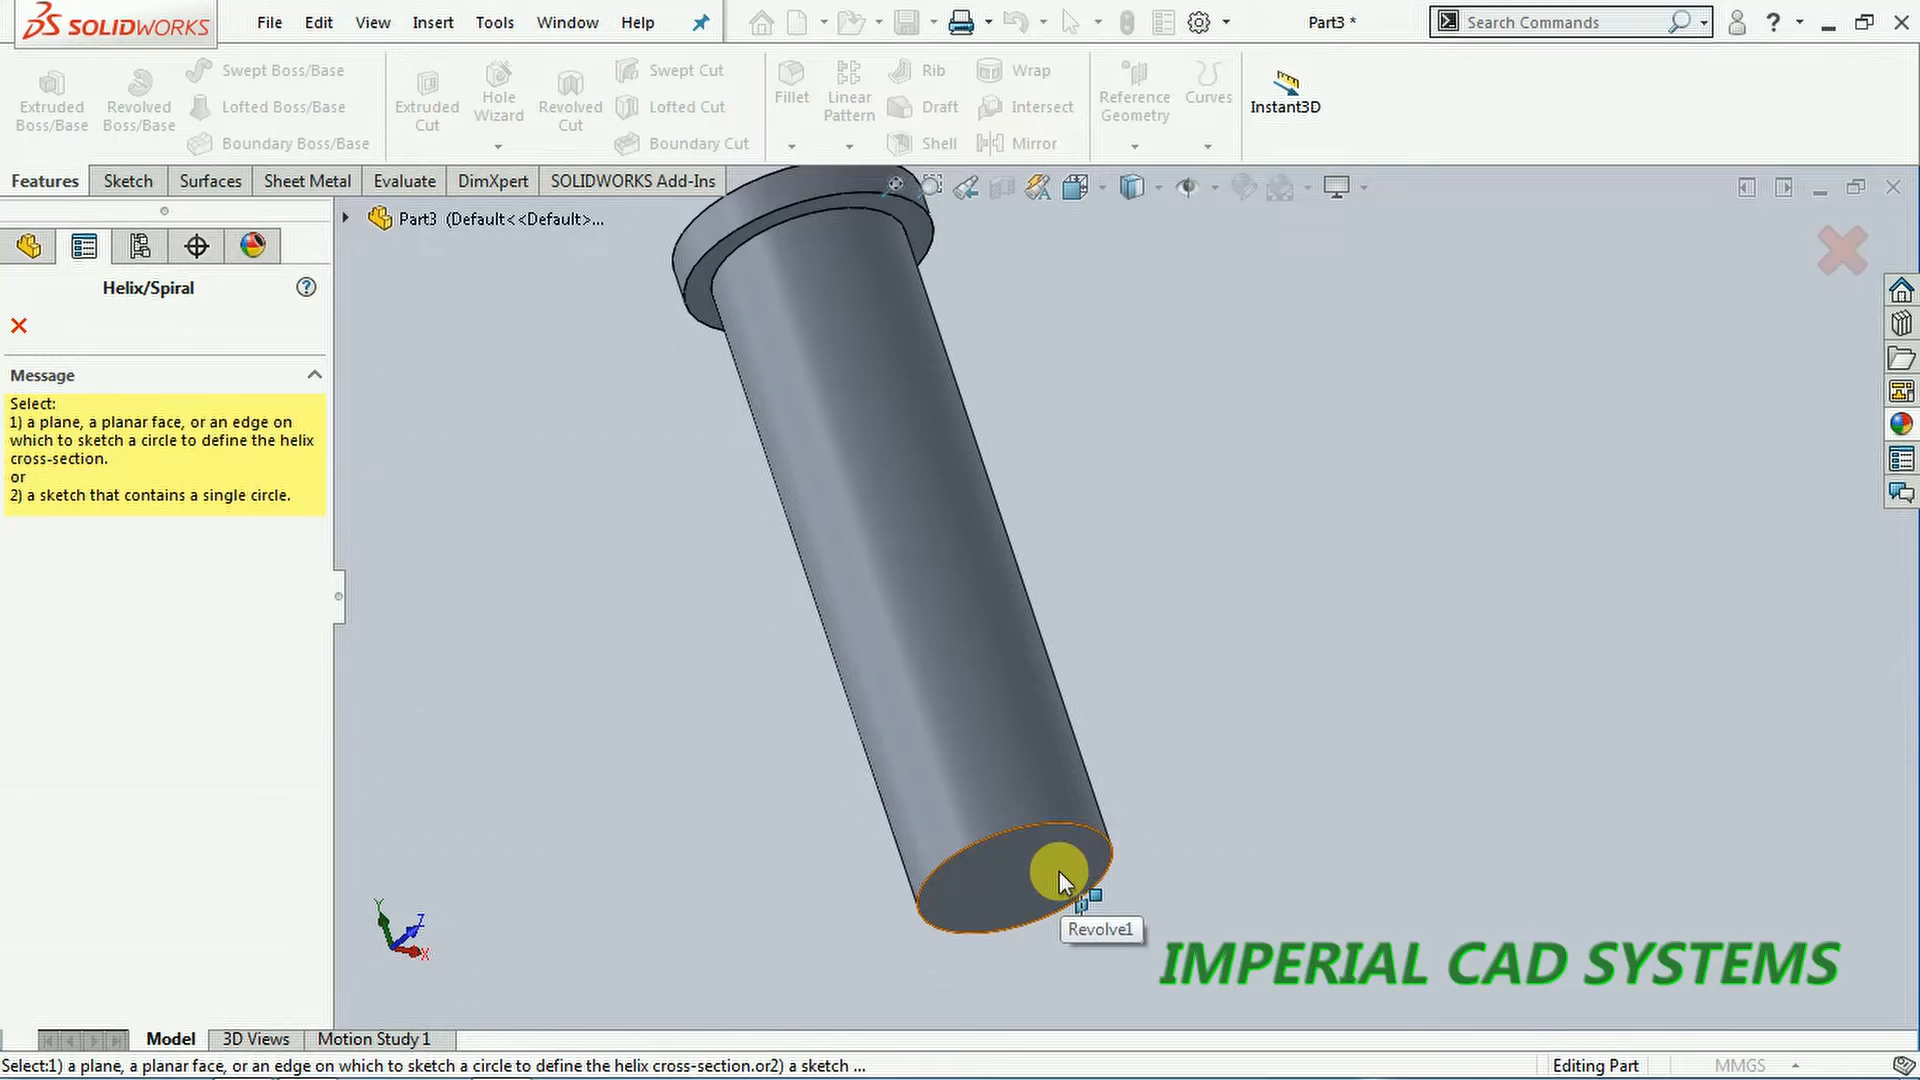 SOLIDWORKS
File Edit View Insert Tools Window Help
Part3 *
Search Commands
?
Extruded Boss/Base
Revolved Boss/Base
Swept Boss/Base
Lofted Boss/Base
Boundary Boss/Base
Extruded Cut
Hole Wizard
Revolved Cut
Swept Cut
Lofted Cut
Boundary Cut
Fillet
Linear Pattern
Rib
Draft
Shell
Wrap
Intersect
Mirror
Reference Geometry
Curves
Instant3D
Features Sketch Surfaces Sheet Metal Evaluate DimXpert SOLIDWORKS Add-Ins
Part3 (Default<<Default>...
Helix/Spiral
?
Message
Select:
1) a plane, a planar face, or an edge on
which to sketch a circle to define the helix
cross-section.
or
2) a sketch that contains a single circle.
Y
Z
X
Revolve1
IMPERIAL CAD SYSTEMS
Model 3D Views Motion Study 1
Select:1) a plane, a planar face, or an edge on which to sketch a circle to define the helix cross-section.or2) a sketch ...
Editing Part
MMGS